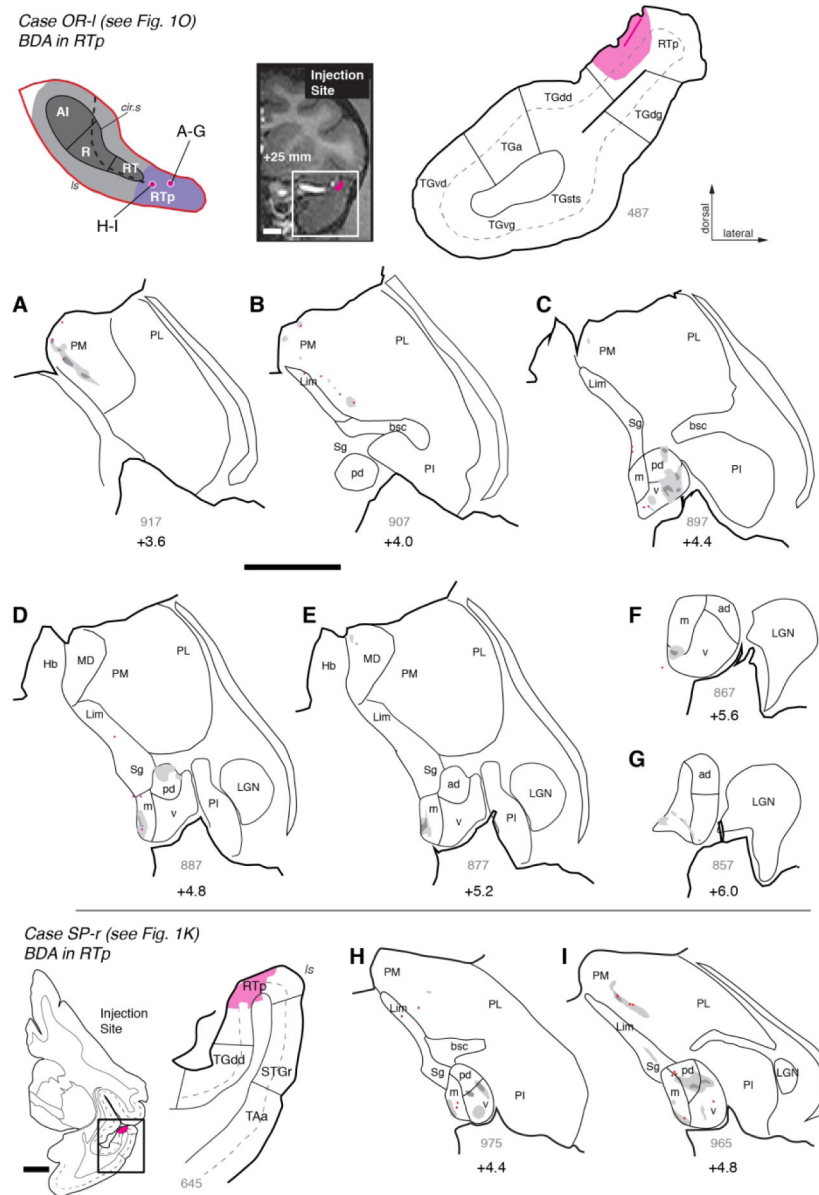 Case OR-l (see Fig. 1O)
BDA in RTp
AI
R
RT
RTp
cir.s
ls
A-G
H-I
Injection
Site
+25 mm
RTp
TGdd
TGdg
TGa
TGvd
TGsts
TGvg
487
dorsal
lateral
A
PM
PL
917
+3.6
B
PM
PL
Lim
bsc
Sg
pd
PI
907
+4.0
C
PM
PL
Lim
Sg
bsc
pd
m
v
PI
897
+4.4
D
Hb
MD
PM
PL
Lim
Sg
pd
m
v
PI
LGN
887
+4.8
E
Hb
MD
PM
PL
Lim
Sg
ad
m
v
PI
LGN
877
+5.2
F
m
ad
v
LGN
867
+5.6
G
ad
LGN
857
+6.0
Case SP-r (see Fig. 1K)
BDA in RTp
Injection
Site
RTp
ls
TGdd
STGr
TAa
645
H
PM
PL
Lim
bsc
Sg
pd
m
v
PI
975
+4.4
I
PM
PL
Lim
Sg
pd
m
v
PI
LGN
965
+4.8